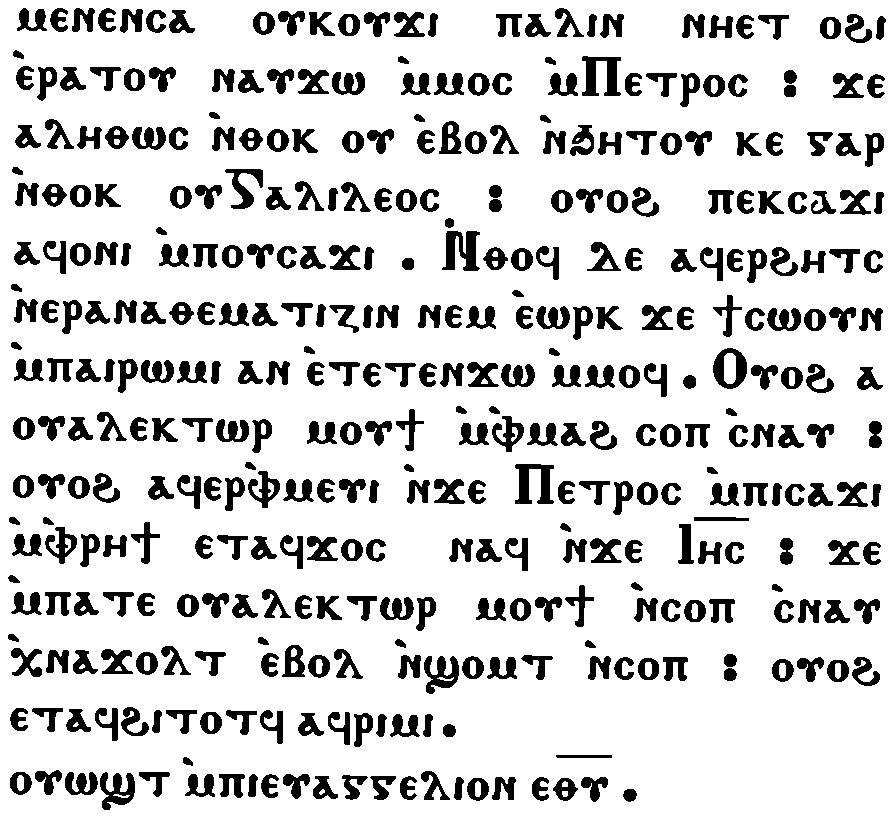 ⲙⲉⲛⲉⲛⲥⲁ ⲟⲩⲕⲟⲩϫⲓ ⲡⲁⲗⲓⲛ ⲛⲏⲉⲧ ⲟϩⲓ
ⲉ̀ⲣⲁⲧⲟⲩ ⲛⲁⲩϫⲱ ⲙ̀ⲙⲟⲥ ⲙ̀Ⲡⲉⲧⲣⲟⲥ : ϫⲉ
ⲁⲗⲏⲑⲱⲥ ⲛ̀ⲑⲟⲕ ⲟⲩ ⲉ̀ⲃⲟⲗ ⲛ̀ϧⲏⲧⲟⲩ ⲕⲉ ⲅⲁⲣ
ⲛ̀ⲑⲟⲕ ⲟⲩⲄⲁⲗⲓⲗⲉⲟⲥ : ⲟⲩⲟϩ ⲡⲉⲕⲥⲁϫⲓ
ⲁϥⲟⲛⲓ ⲙ̀ⲡⲟⲩⲥⲁϫⲓ . Ⲛ̀ⲑⲟϥ ⲇⲉ ⲁϥⲉⲣϩⲏⲧⲥ
ⲛ̀ⲉⲣⲁⲛⲁⲑⲉⲙⲁⲧⲓⲍⲓⲛ ⲛⲉⲙ ⲉ̀ⲱⲣⲕ ϫⲉ ϯⲥⲱⲟⲩⲛ
ⲙ̀ⲡⲁⲓⲣⲱⲙⲓ ⲁⲛ ⲉ̀ⲧⲉⲧⲉⲛϫⲱ ⲙ̀ⲙⲟϥ . Ⲟⲩⲟϩ ⲁ
ⲟⲩⲁⲗⲉⲕⲧⲱⲣ ⲙⲟⲩϯ ⲙ̀ⲫ̀ⲙⲁϩ ⲥⲟⲡ ⲥ̀ⲛⲁⲩ :
ⲟⲩⲟϩ ⲁϥⲉⲣⲫ̀ⲙⲉⲩⲓ ⲛ̀ϫⲉ Ⲡⲉⲧⲣⲟⲥ ⲙ̀ⲡⲓⲥⲁϫⲓ
ⲙ̀ⲫ̀ⲣⲏϯ ⲉⲧⲁϥϫⲟⲥ ⲛⲁϥ ⲛ̀ϫⲉ Ⲓⲏ̅ⲥ̅ : ϫⲉ
ⲙ̀ⲡⲁⲧⲉ ⲟⲩⲁⲗⲉⲕⲧⲱⲣ ⲙⲟⲩϯ ⲛ̀ⲥⲟⲡ ⲥ̀ⲛⲁⲩ
ⲭ̀ⲛⲁϫⲟⲗⲧ ⲉ̀ⲃⲟⲗ ⲛ̀ϣⲟⲙⲧ ⲛ̀ⲥⲟⲡ : ⲟⲩⲟϩ
ⲉⲧⲁϥϩⲓⲧⲟⲧϥ ⲁϥⲣⲓⲙⲓ.
ⲟⲩⲱϣⲧ ⲙ̀ⲡⲓⲉⲩⲁⲅⲅⲉⲗⲓⲟⲛ ⲉⲑ̅ⲩ̅ .